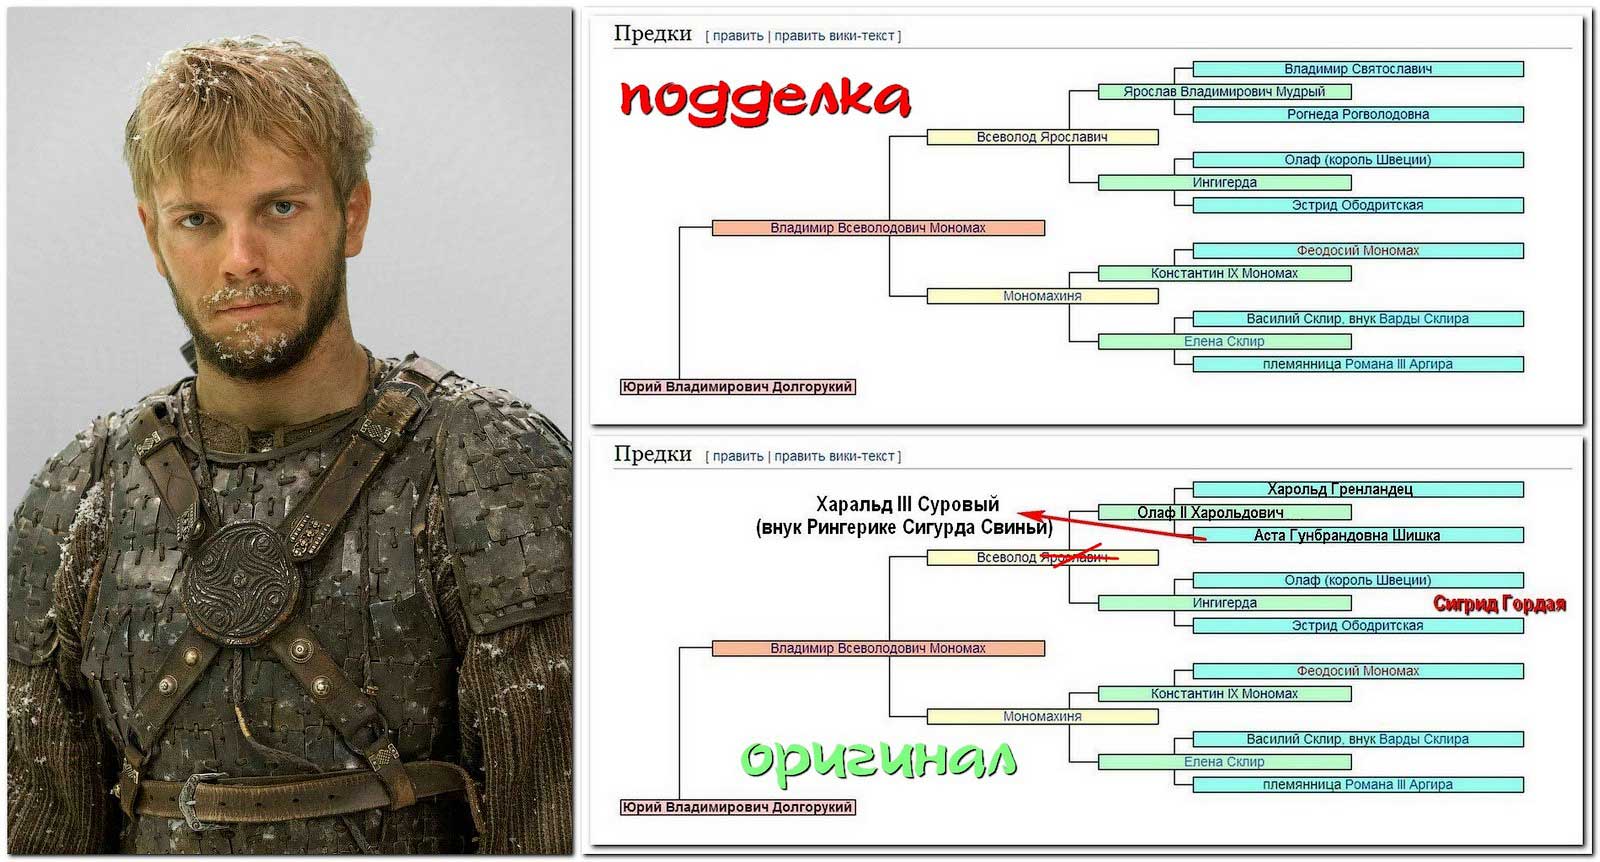 Предки [ править | править вики-текст ]
подделка
Владимир Святославич
Ярослав Владимирович Мудрый
Рогнеда Рогволодовна
Всеволод Ярославич
Олаф (король Швеции)
Ингигерда
Эстрид Ободритская
Владимир Всеволодович Мономах
Феодосий Мономах
Константин IX Мономах
Мономахиня
Василий Склир, внук Варды Склира
Елена Склир
племянница Романа III Аргира
Юрий Владимирович Долгорукий
Предки [ править | править вики-текст ]
Харальд III Суровый
(внук Рингерике Сигурда Свиньи)
Харольд Гренландец
Олаф II Харольдович
Аста Гунбрандовна Шишка
Всеволод Ярославич
Олаф (король Швеции)
Ингигерда
Сигрид Гордая
Эстрид Ободритская
Владимир Всеволодович Мономах
Феодосий Мономах
Константин IX Мономах
Мономахиня
Василий Склир, внук Варды Склира
оригинал
Елена Склир
племянница Романа III Аргира
Юрий Владимирович Долгорукий